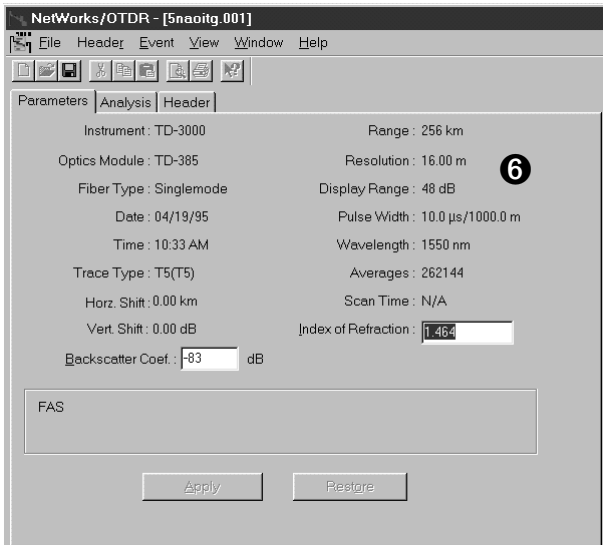 NetWorks/OTDR - [5naoitg.001]
File Header Event View Window Help
Parameters Analysis Header
Instrument : TD-3000 Range : 256 km
Optics Module : TD-385 Resolution : 16.00 m
6
Fiber Type : Singlemode Display Range : 48 dB
Date : 04/19/95 Pulse Width : 10.0 µs/1000.0 m
Time : 10:33 AM Wavelength : 1550 nm
Trace Type : T5(T5) Averages : 262144
Horz. Shift : 0.00 km Scan Time : N/A
Vert. Shift : 0.00 dB Index of Refraction : 1.464
Backscatter Coef. : -83 dB
FAS
Apply Restore